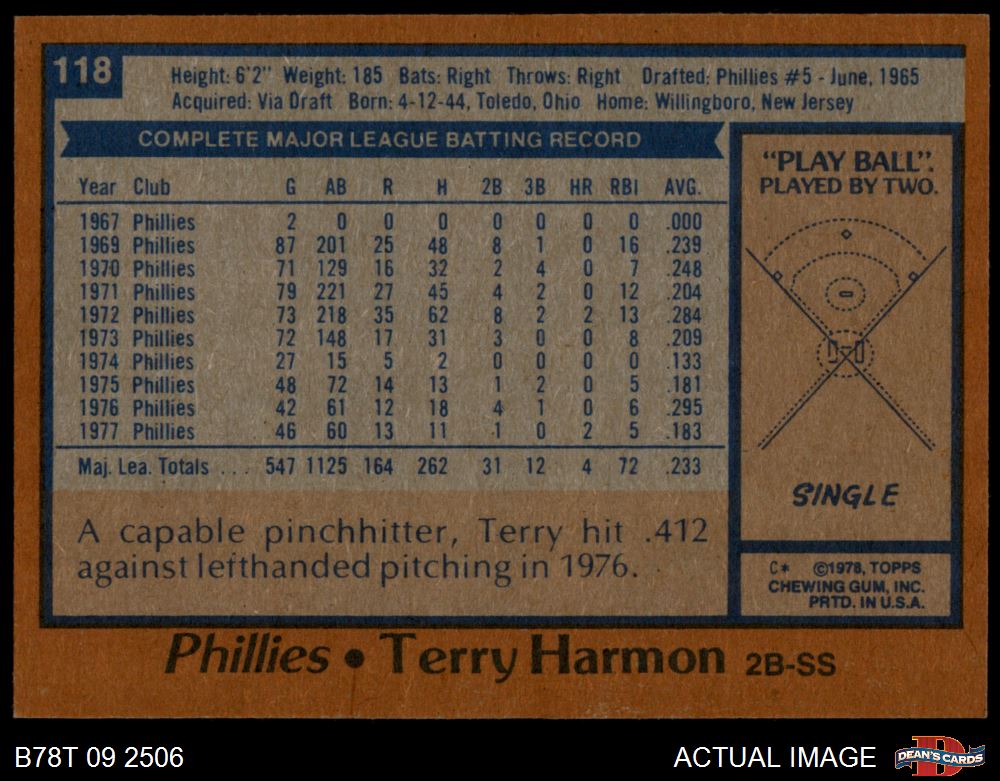 118
Height: 6'2" Weight: 185 Bats: Right Throws: Right Drafted: Phillies #5 - June, 1965
Acquired: Via Draft Born: 4-12-44, Toledo, Ohio Home: Willingboro, New Jersey
COMPLETE MAJOR LEAGUE BATTING RECORD
Year Club G AB R H 2B 3B HR RBI AVG.
1967 Phillies 2 0 0 0 0 0 0 0 .000
1969 Phillies 87 201 25 48 8 1 0 16 .239
1970 Phillies 71 129 16 32 2 4 0 7 .248
1971 Phillies 79 221 27 45 4 2 0 12 .204
1972 Phillies 73 218 35 62 8 2 2 13 .284
1973 Phillies 72 148 17 31 3 0 0 8 .209
1974 Phillies 27 15 5 2 0 0 0 0 .133
1975 Phillies 48 72 14 13 1 2 0 5 .181
1976 Phillies 42 61 12 18 4 1 0 6 .295
1977 Phillies 46 60 13 11 1 0 2 5 .183
Maj. Lea. Totals ... 547 1125 164 262 31 12 4 72 .233
A capable pinchhitter, Terry hit .412
against lefthanded pitching in 1976.
"PLAY BALL".
PLAYED BY TWO.
SINGLE
C* ©1978, TOPPS
CHEWING GUM, INC.
PRTD. IN U.S.A.
Phillies • Terry Harmon 2B-SS
B78T 09 2506
ACTUAL IMAGE
DEAN'S CARDS